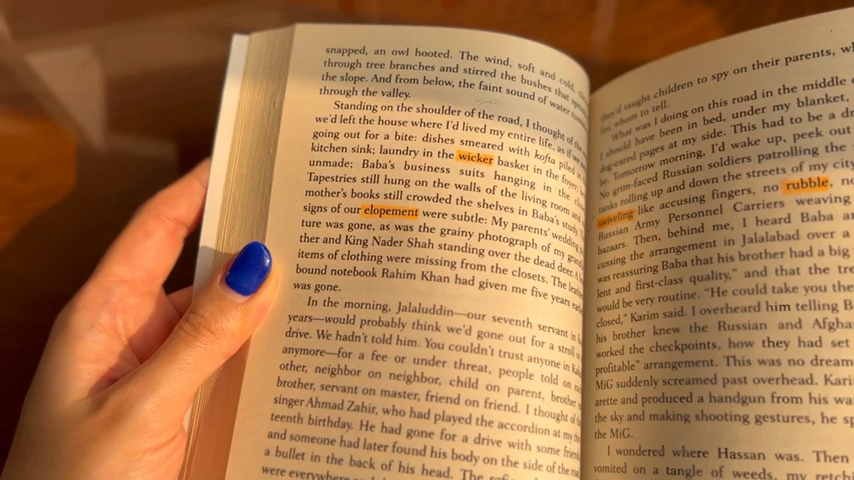 snapped, an owl hooted. The wind, soft and cold,
through tree branches and stirred the bushes that
the slope. And from below, the faint sound of water
through the valley.
Standing on the shoulder of the road, I thought of the
we'd left the house where I'd lived my entire life, as if we
going out for a bite: dishes smeared with kofta piled in
kitchen sink; laundry in the wicker basket in the foyer;
unmade; Baba's business suits hanging in the
Tapestries still hung on the walls of the living room and
mother's books still crowded the shelves in Baba's study.
signs of our elopement were subtle: My parents' wedding
ture was gone, as was the grainy photograph of my
ther and King Nader Shah standing over the dead deer. A
items of clothing were missing from the closets. The
bound notebook Rahim Khan had given me five years
was gone.
In the morning, Jalaluddin—our seventh servant in
years—would probably think we'd gone out for a stroll or
drive. We hadn't told him. You couldn't trust anyone in
anymore—for a fee or under threat, people told on
other, neighbor on neighbor, child on parent, brother
brother, servant on master, friend on friend. I thought of
singer Ahmad Zahir, who had played the accordion at my
teenth birthday. He had gone for a drive with some
and someone had later found his body on the side of the
a bullet in the back of his head. The
were everywhere
they'd taught children to spy on their parents,
for, whom to tell.
What was I doing on this road in the middle
I should have been in bed, under my blanket,
dog-eared pages at my side. This had to be a
be. Tomorrow morning, I'd wake up, peek out
No grim-faced Russian soldiers patrolling the
tanks rolling up and down the streets of my city
swiveling like accusing fingers, no rubble, no
Russian Army Personnel Carriers weaving
bazaars. Then, behind me, I heard Baba
cussing the arrangement in Jalalabad over a
was reassuring Baba that his brother had a big
lent and first-class quality," and that the
would be very routine. "He could take you
closed," Karim said. I overheard him telling
his brother knew the Russian and
worked the checkpoints, how they had set
profitable" arrangement. This was no dream
MiG suddenly screamed past overhead.
arette and produced a handgun from his
the sky and making shooting gestures, he
the MiG.
I wondered where Hassan was. Then
vomited on a tangle of weeds, my